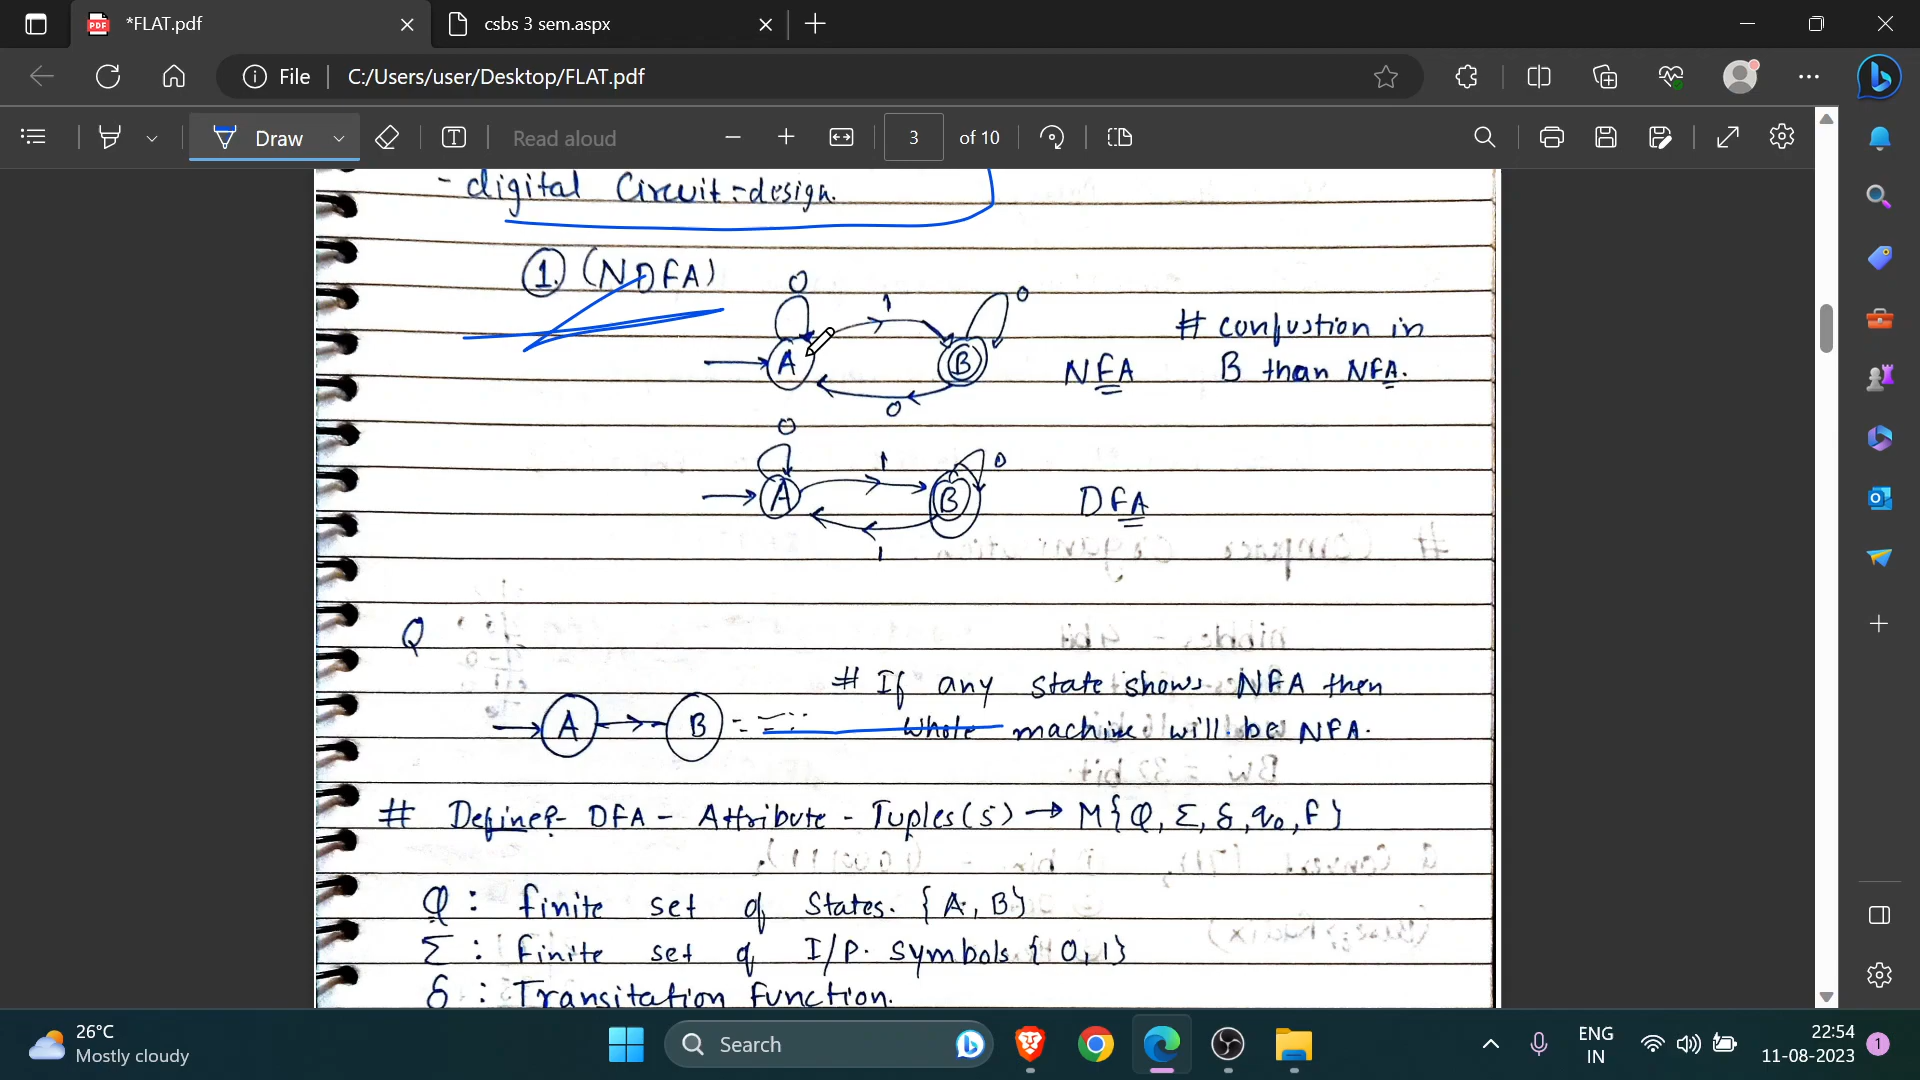 *FLAT.pdf
csbs 3 sem.aspx
File
C:/Users/user/Desktop/FLAT.pdf
Draw
Read aloud
3
of 10
- digital Circuit=design.
1. (NDFA)
0
1
0
A
B
NFA
# confustion in
B than NFA.
0
0
1
0
A
B
DFA
1
Q
# If any state shows NFA then
A
B
whole machine will be NFA.
# Define?- DFA - Attribute - Tuples(5) → M{Q, Σ, δ, q0, F}
Q : finite set of States. {A, B}
Σ : finite set of I/P. Symbols {0, 1}
δ : Transitation function.
26°C
Mostly cloudy
Search
ENG
IN
22:54
11-08-2023
1